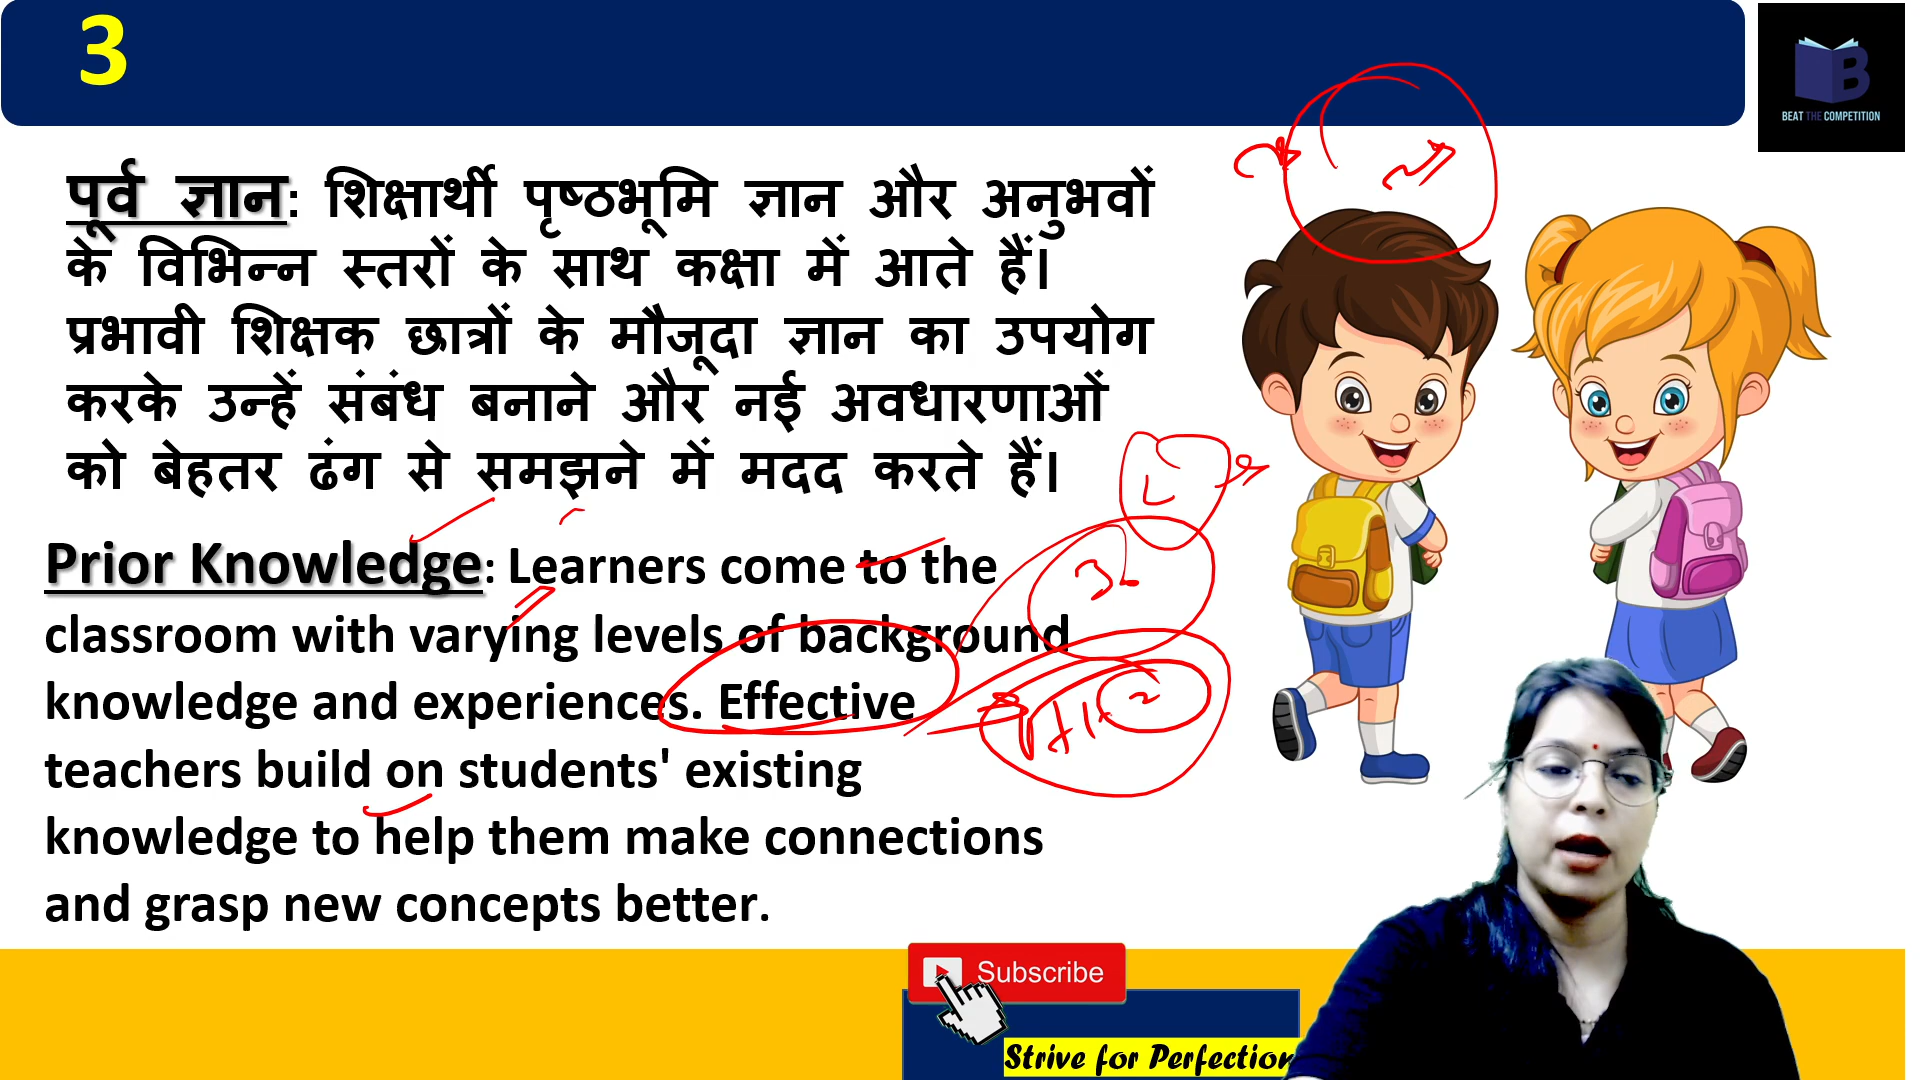 3
BEAT THE COMPETITION
पूर्व ज्ञान: शिक्षार्थी पृष्ठभूमि ज्ञान और अनुभवों
के विभिन्न स्तरों के साथ कक्षा में आते हैं।
प्रभावी शिक्षक छात्रों के मौजूदा ज्ञान का उपयोग
करके उन्हें संबंध बनाने और नई अवधारणाओं
को बेहतर ढंग से समझने में मदद करते हैं।
Prior Knowledge: Learners come to the
classroom with varying levels of background
knowledge and experiences. Effective
teachers build on students' existing
knowledge to help them make connections
and grasp new concepts better.
Subscribe
Strive for Perfection